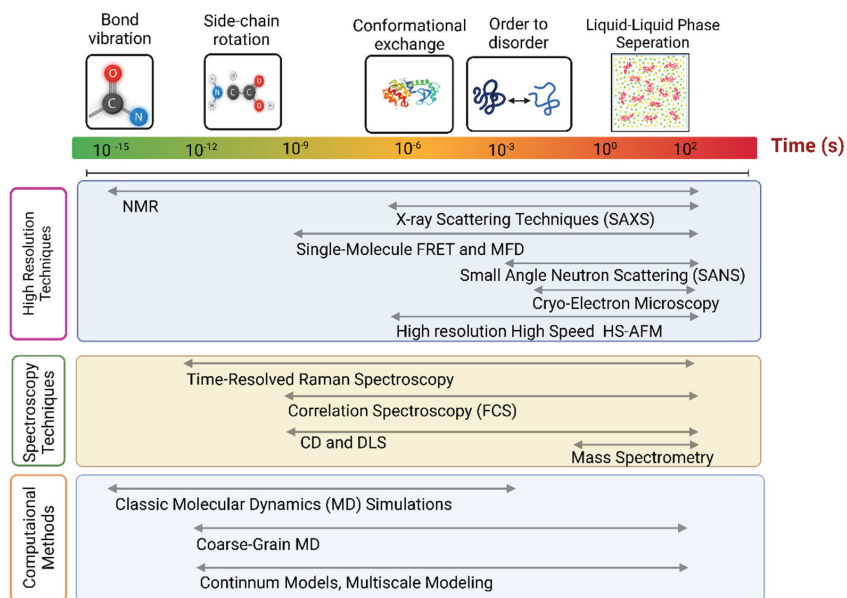 Bond
vibration
Side-chain
rotation
Conformational
exchange
Order to
disorder
Liquid-Liquid Phase
Seperation
O
C
N
H
H
N
C
C
O
O
H
H
10 -15
10 -12
10 -9
10 -6
10 -3
10 0
10 2
Time (s)
High Resolution
Techniques
NMR
X-ray Scattering Techniques (SAXS)
Single-Molecule FRET and MFD
Small Angle Neutron Scattering (SANS)
Cryo-Electron Microscopy
High resolution High Speed HS-AFM
Spectroscopy
Techniques
Time-Resolved Raman Spectroscopy
Correlation Spectroscopy (FCS)
CD and DLS
Mass Spectrometry
Computaional
Methods
Classic Molecular Dynamics (MD) Simulations
Coarse-Grain MD
Continnum Models, Multiscale Modeling